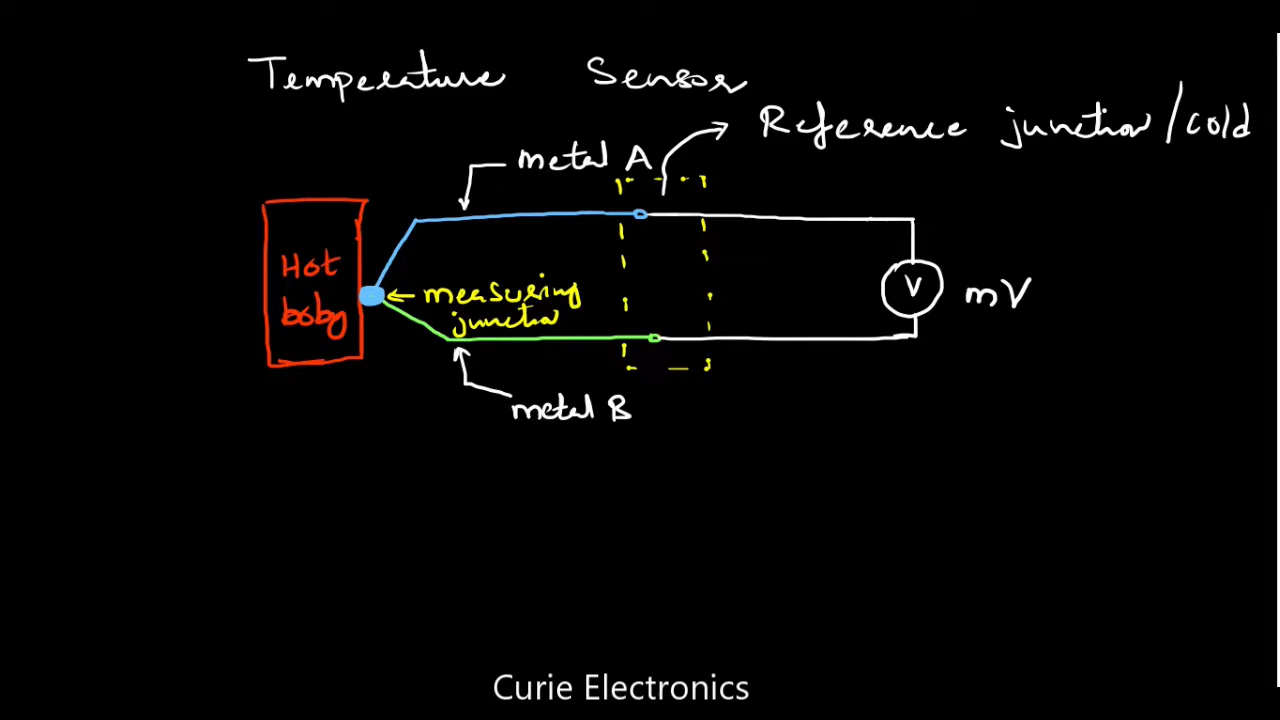 Temperature Sensor
Reference junction/cold
metal A
Hot
body
measuring
junction
V
mV
metal B
Curie Electronics